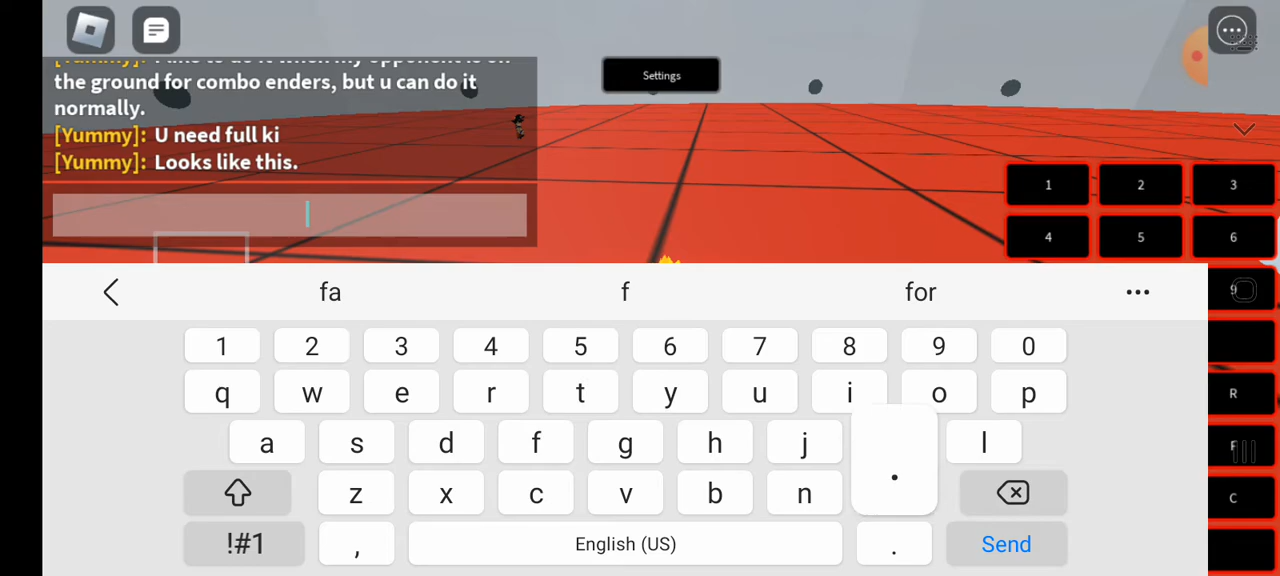 Settings
[Yummy]:
the ground for combo enders, but u can do it
normally.
[Yummy]: U need full ki
[Yummy]: Looks like this.
1 2 3
4 5 6
9
R
C
fa f for
1 2 3 4 5 6 7 8 9 0
q w e r t y u i o p
a s d f g h j l
z x c v b n .
!#1 , English (US) . Send